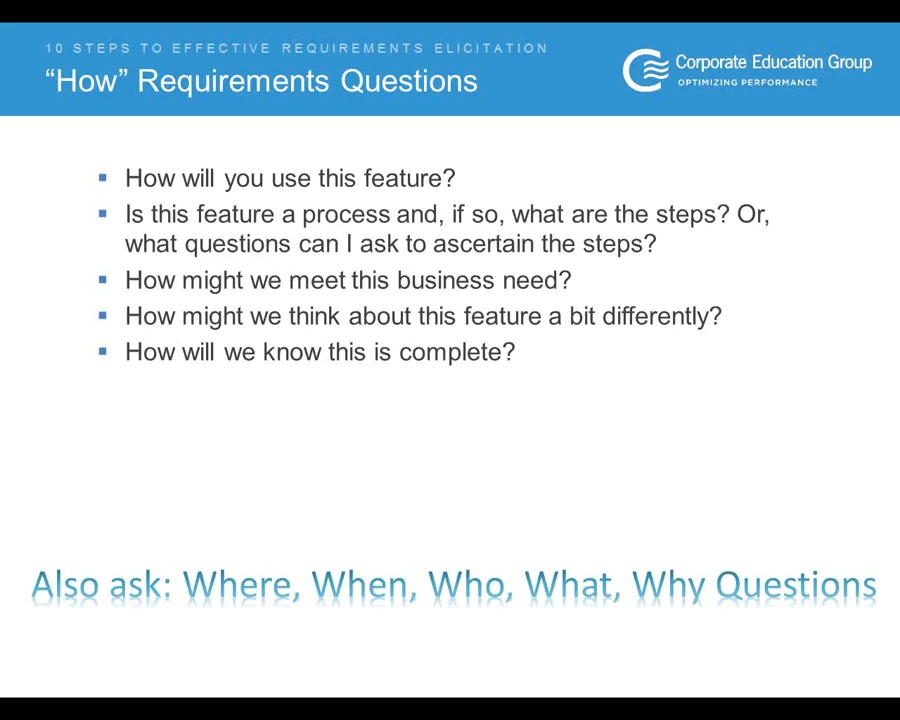 10 STEPS TO EFFECTIVE REQUIREMENTS ELICITATION
“How” Requirements Questions
Corporate Education Group
OPTIMIZING PERFORMANCE
▪ How will you use this feature?
▪ Is this feature a process and, if so, what are the steps? Or,
what questions can I ask to ascertain the steps?
▪ How might we meet this business need?
▪ How might we think about this feature a bit differently?
▪ How will we know this is complete?
Also ask: Where, When, Who, What, Why Questions